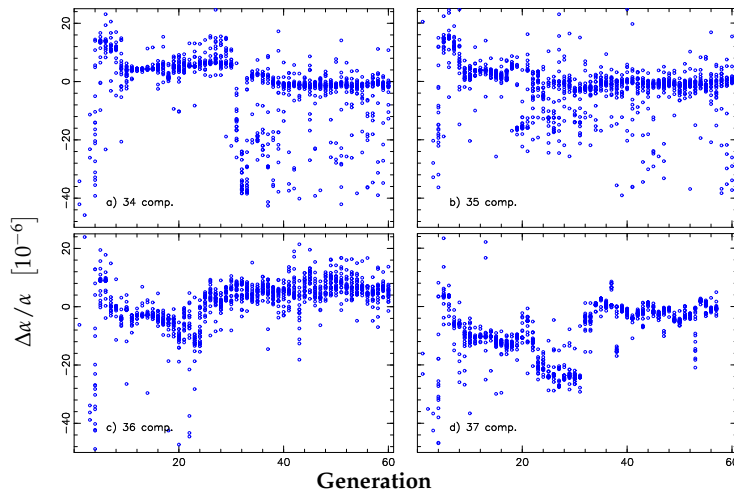 20
0
−20
−40
a) 34 comp.
b) 35 comp.
Δα/α [10⁻⁶]
20
0
−20
−40
c) 36 comp.
d) 37 comp.
20 40 60 20 40 60
Generation